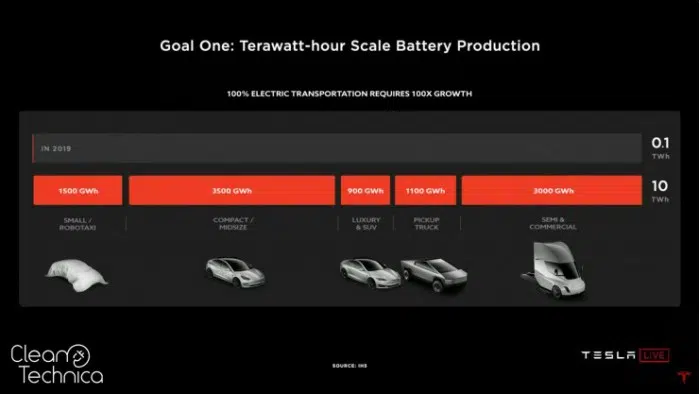 Goal One: Terawatt-hour Scale Battery Production
100% ELECTRIC TRANSPORTATION REQUIRES 100X GROWTH
IN 2019
0.1
TWh
1500 GWh
3500 GWh
900 GWh
1100 GWh
3000 GWh
10
TWh
SMALL /
ROBOTAXI
COMPACT /
MIDSIZE
LUXURY
& SUV
PICKUP
TRUCK
SEMI &
COMMERCIAL
Clean
Technica
SOURCE: IHS
TESLA LIVE